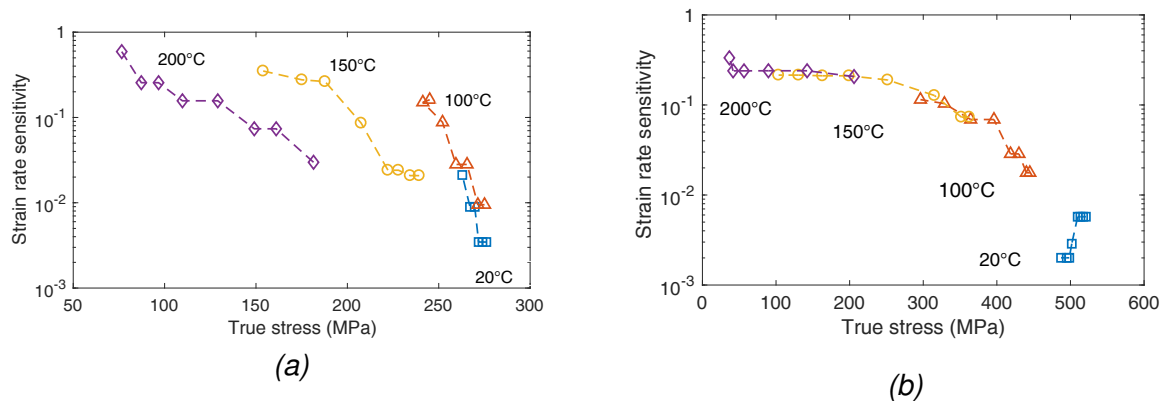 1
200°C
150°C
10⁻¹
100°C
10⁻²
20°C
10⁻³
50
100
150
200
250
300
Strain rate sensitivity
True stress (MPa)
(a)
1
10⁻¹
200°C
150°C
10⁻²
100°C
20°C
10⁻³
0
100
200
300
400
500
600
Strain rate sensitivity
True stress (MPa)
(b)